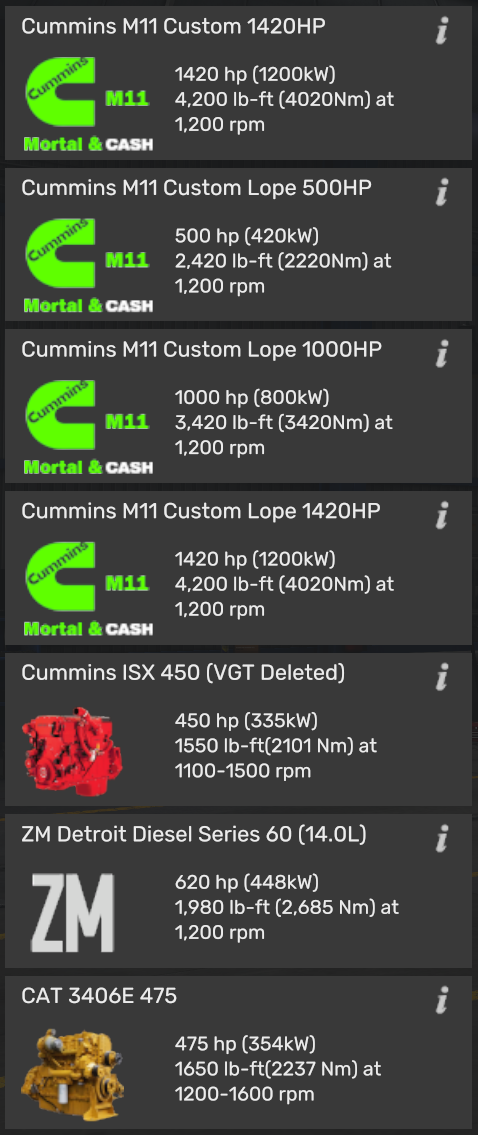 Cummins M11 Custom 1420HP
i
Cummins
M11
Mortal & CASH
1420 hp (1200kW)
4,200 lb-ft (4020Nm) at
1,200 rpm
Cummins M11 Custom Lope 500HP
i
Cummins
M11
Mortal & CASH
500 hp (420kW)
2,420 lb-ft (2220Nm) at
1,200 rpm
Cummins M11 Custom Lope 1000HP
i
Cummins
M11
Mortal & CASH
1000 hp (800kW)
3,420 lb-ft (3420Nm) at
1,200 rpm
Cummins M11 Custom Lope 1420HP
i
Cummins
M11
Mortal & CASH
1420 hp (1200kW)
4,200 lb-ft (4020Nm) at
1,200 rpm
Cummins ISX 450 (VGT Deleted)
i
450 hp (335kW)
1550 lb-ft(2101 Nm) at
1100-1500 rpm
ZM Detroit Diesel Series 60 (14.0L)
i
ZM
620 hp (448kW)
1,980 lb-ft (2,685 Nm) at
1,200 rpm
CAT 3406E 475
i
475 hp (354kW)
1650 lb-ft(2237 Nm) at
1200-1600 rpm